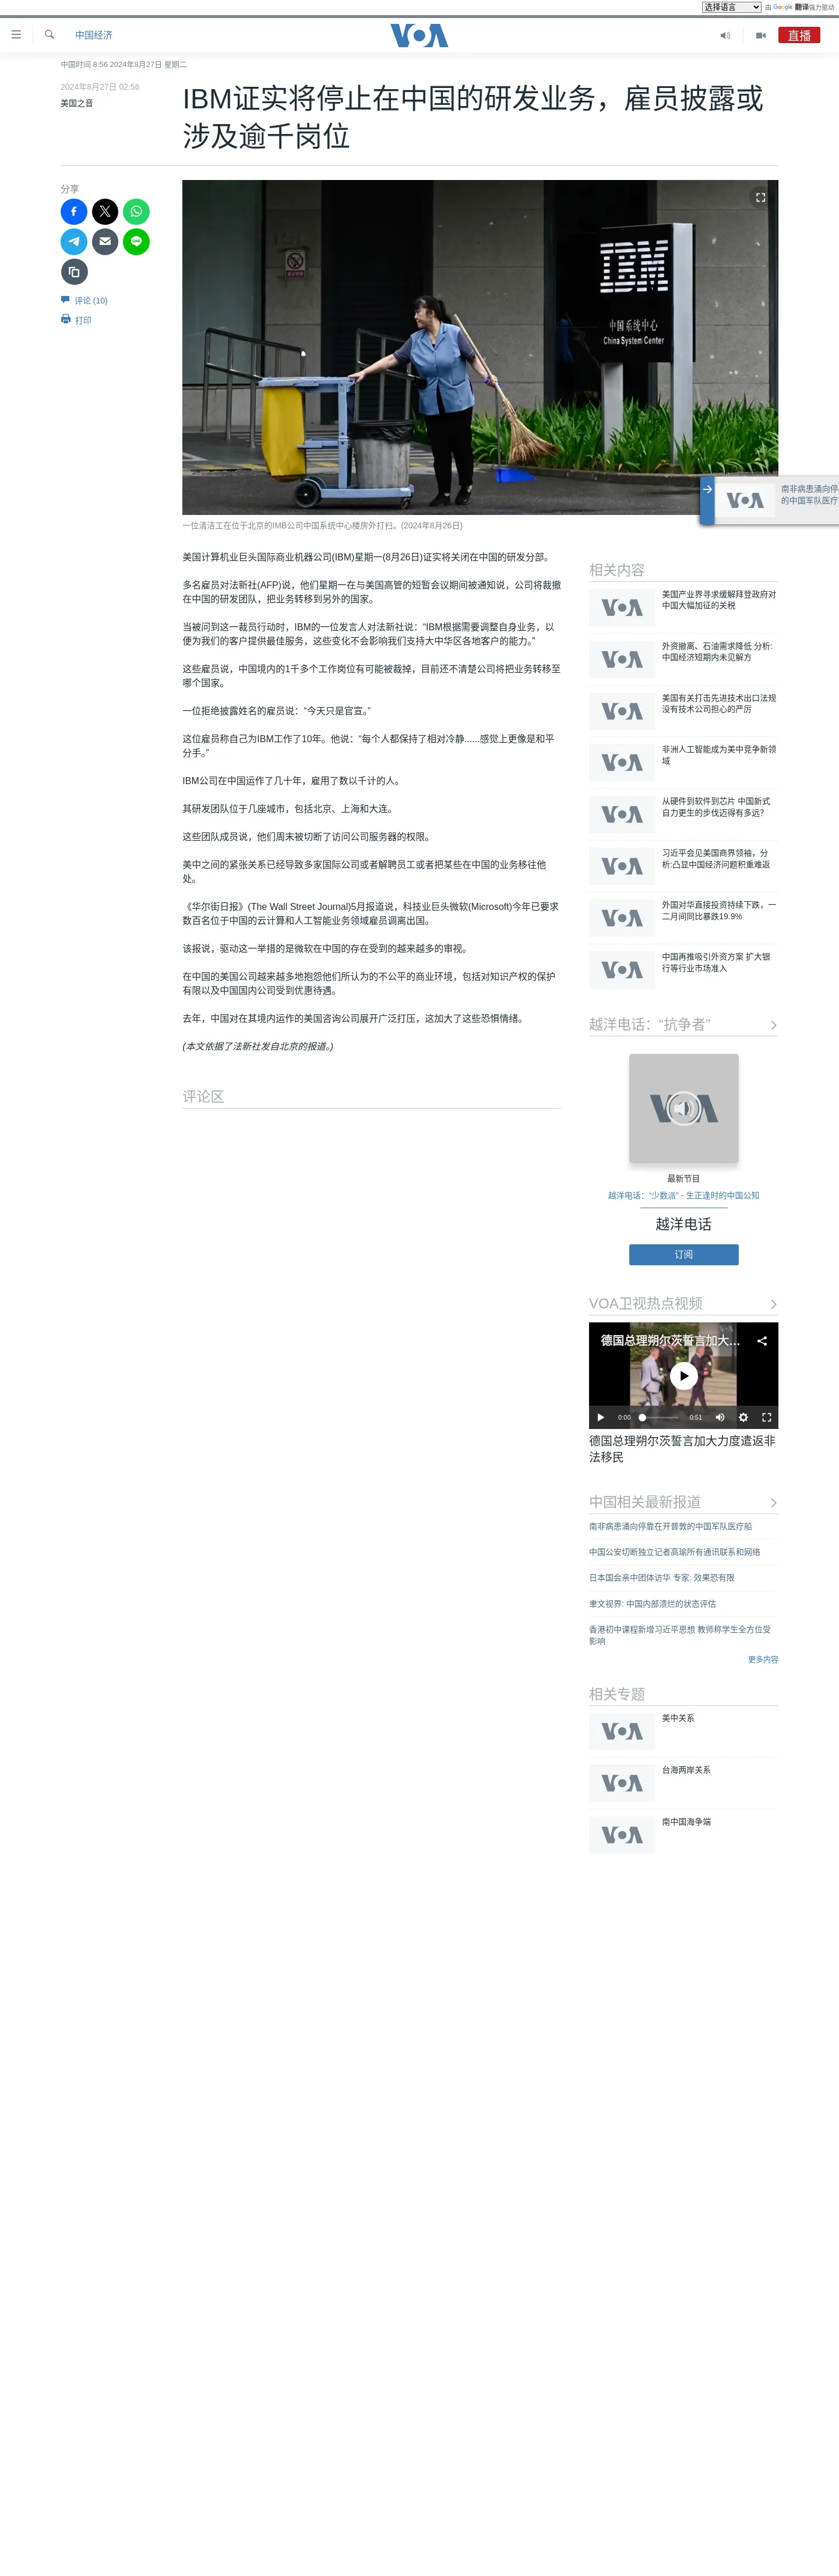 选择语言
由 Google 翻译强力驱动
中国经济
VOA
直播
中国时间 8:56 2024年8月27日 星期二
2024年8月27日 02:56
美国之音
IBM证实将停止在中国的研发业务，雇员披露或
涉及逾千岗位
分享
评论 (10)
打印
IBM
中国系统中心
China System Center
一位清洁工在位于北京的IMB公司中国系统中心楼房外打扫。(2024年8月26日)
VOA
南非病患涌向停
的中国军队医疗
美国计算机业巨头国际商业机器公司(IBM)星期一(8月26日)证实将关闭在中国的研发分部。
多名雇员对法新社(AFP)说，他们星期一在与美国高管的短暂会议期间被通知说，公司将裁撤
在中国的研发团队，把业务转移到另外的国家。
当被问到这一裁员行动时，IBM的一位发言人对法新社说：“IBM根据需要调整自身业务，以
便为我们的客户提供最佳服务，这些变化不会影响我们支持大中华区各地客户的能力。”
这些雇员说，中国境内的1千多个工作岗位有可能被裁掉，目前还不清楚公司将把业务转移至
哪个国家。
一位拒绝披露姓名的雇员说：“今天只是官宣。”
这位雇员称自己为IBM工作了10年。他说：“每个人都保持了相对冷静......感觉上更像是和平
分手。”
IBM公司在中国运作了几十年，雇用了数以千计的人。
其研发团队位于几座城市，包括北京、上海和大连。
这些团队成员说，他们周末被切断了访问公司服务器的权限。
美中之间的紧张关系已经导致多家国际公司或者解聘员工或者把某些在中国的业务移往他
处。
《华尔街日报》(The Wall Street Journal)5月报道说，科技业巨头微软(Microsoft)今年已要求
数百名位于中国的云计算和人工智能业务领域雇员调离出国。
该报说，驱动这一举措的是微软在中国的存在受到的越来越多的审视。
在中国的美国公司越来越多地抱怨他们所认为的不公平的商业环境，包括对知识产权的保护
有限以及中国国内公司受到优惠待遇。
去年，中国对在其境内运作的美国咨询公司展开广泛打压，这加大了这些恐惧情绪。
(本文依据了法新社发自北京的报道。)
评论区
相关内容
VOA
美国产业界寻求缓解拜登政府对
中国大幅加征的关税
VOA
外资撤离、石油需求降低 分析:
中国经济短期内未见解方
VOA
美国有关打击先进技术出口法规
没有技术公司担心的严厉
VOA
非洲人工智能成为美中竞争新领
域
VOA
从硬件到软件到芯片 中国新式
自力更生的步伐迈得有多远?
VOA
习近平会见美国商界领袖，分
析:凸显中国经济问题积重难返
VOA
外国对华直接投资持续下跌，一
二月间同比暴跌19.9%
VOA
中国再推吸引外资方案 扩大银
行等行业市场准入
越洋电话：“抗争者”
VOA
最新节目
越洋电话：“少数派” - 生正逢时的中国公知
越洋电话
订阅
VOA卫视热点视频
德国总理朔尔茨誓言加大...
0:00
0:51
德国总理朔尔茨誓言加大力度遣返非
法移民
中国相关最新报道
南非病患涌向停靠在开普敦的中国军队医疗船
中国公安切断独立记者高瑜所有通讯联系和网络
日本国会亲中团体访华 专家: 效果恐有限
聿文视界: 中国内部溃烂的状态评估
香港初中课程新增习近平思想 教师称学生全方位受
影响
更多内容
相关专题
VOA
美中关系
VOA
台海两岸关系
VOA
南中国海争端